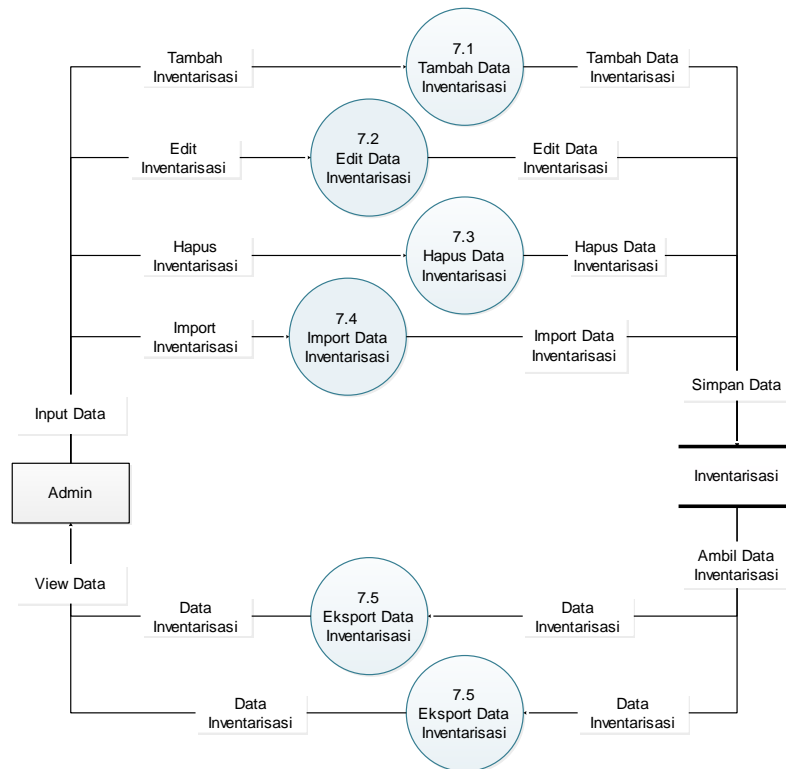 Tambah
Inventarisasi
7.1
Tambah Data
Inventarisasi
Tambah Data
Inventarisasi
Edit
Inventarisasi
7.2
Edit Data
Inventarisasi
Edit Data
Inventarisasi
Hapus
Inventarisasi
7.3
Hapus Data
Inventarisasi
Hapus Data
Inventarisasi
Import
Inventarisasi
7.4
Import Data
Inventarisasi
Import Data
Inventarisasi
Simpan Data
Input Data
Admin
Inventarisasi
Ambil Data
Inventarisasi
View Data
Data
Inventarisasi
7.5
Eksport Data
Inventarisasi
Data
Inventarisasi
Data
Inventarisasi
7.5
Eksport Data
Inventarisasi
Data
Inventarisasi